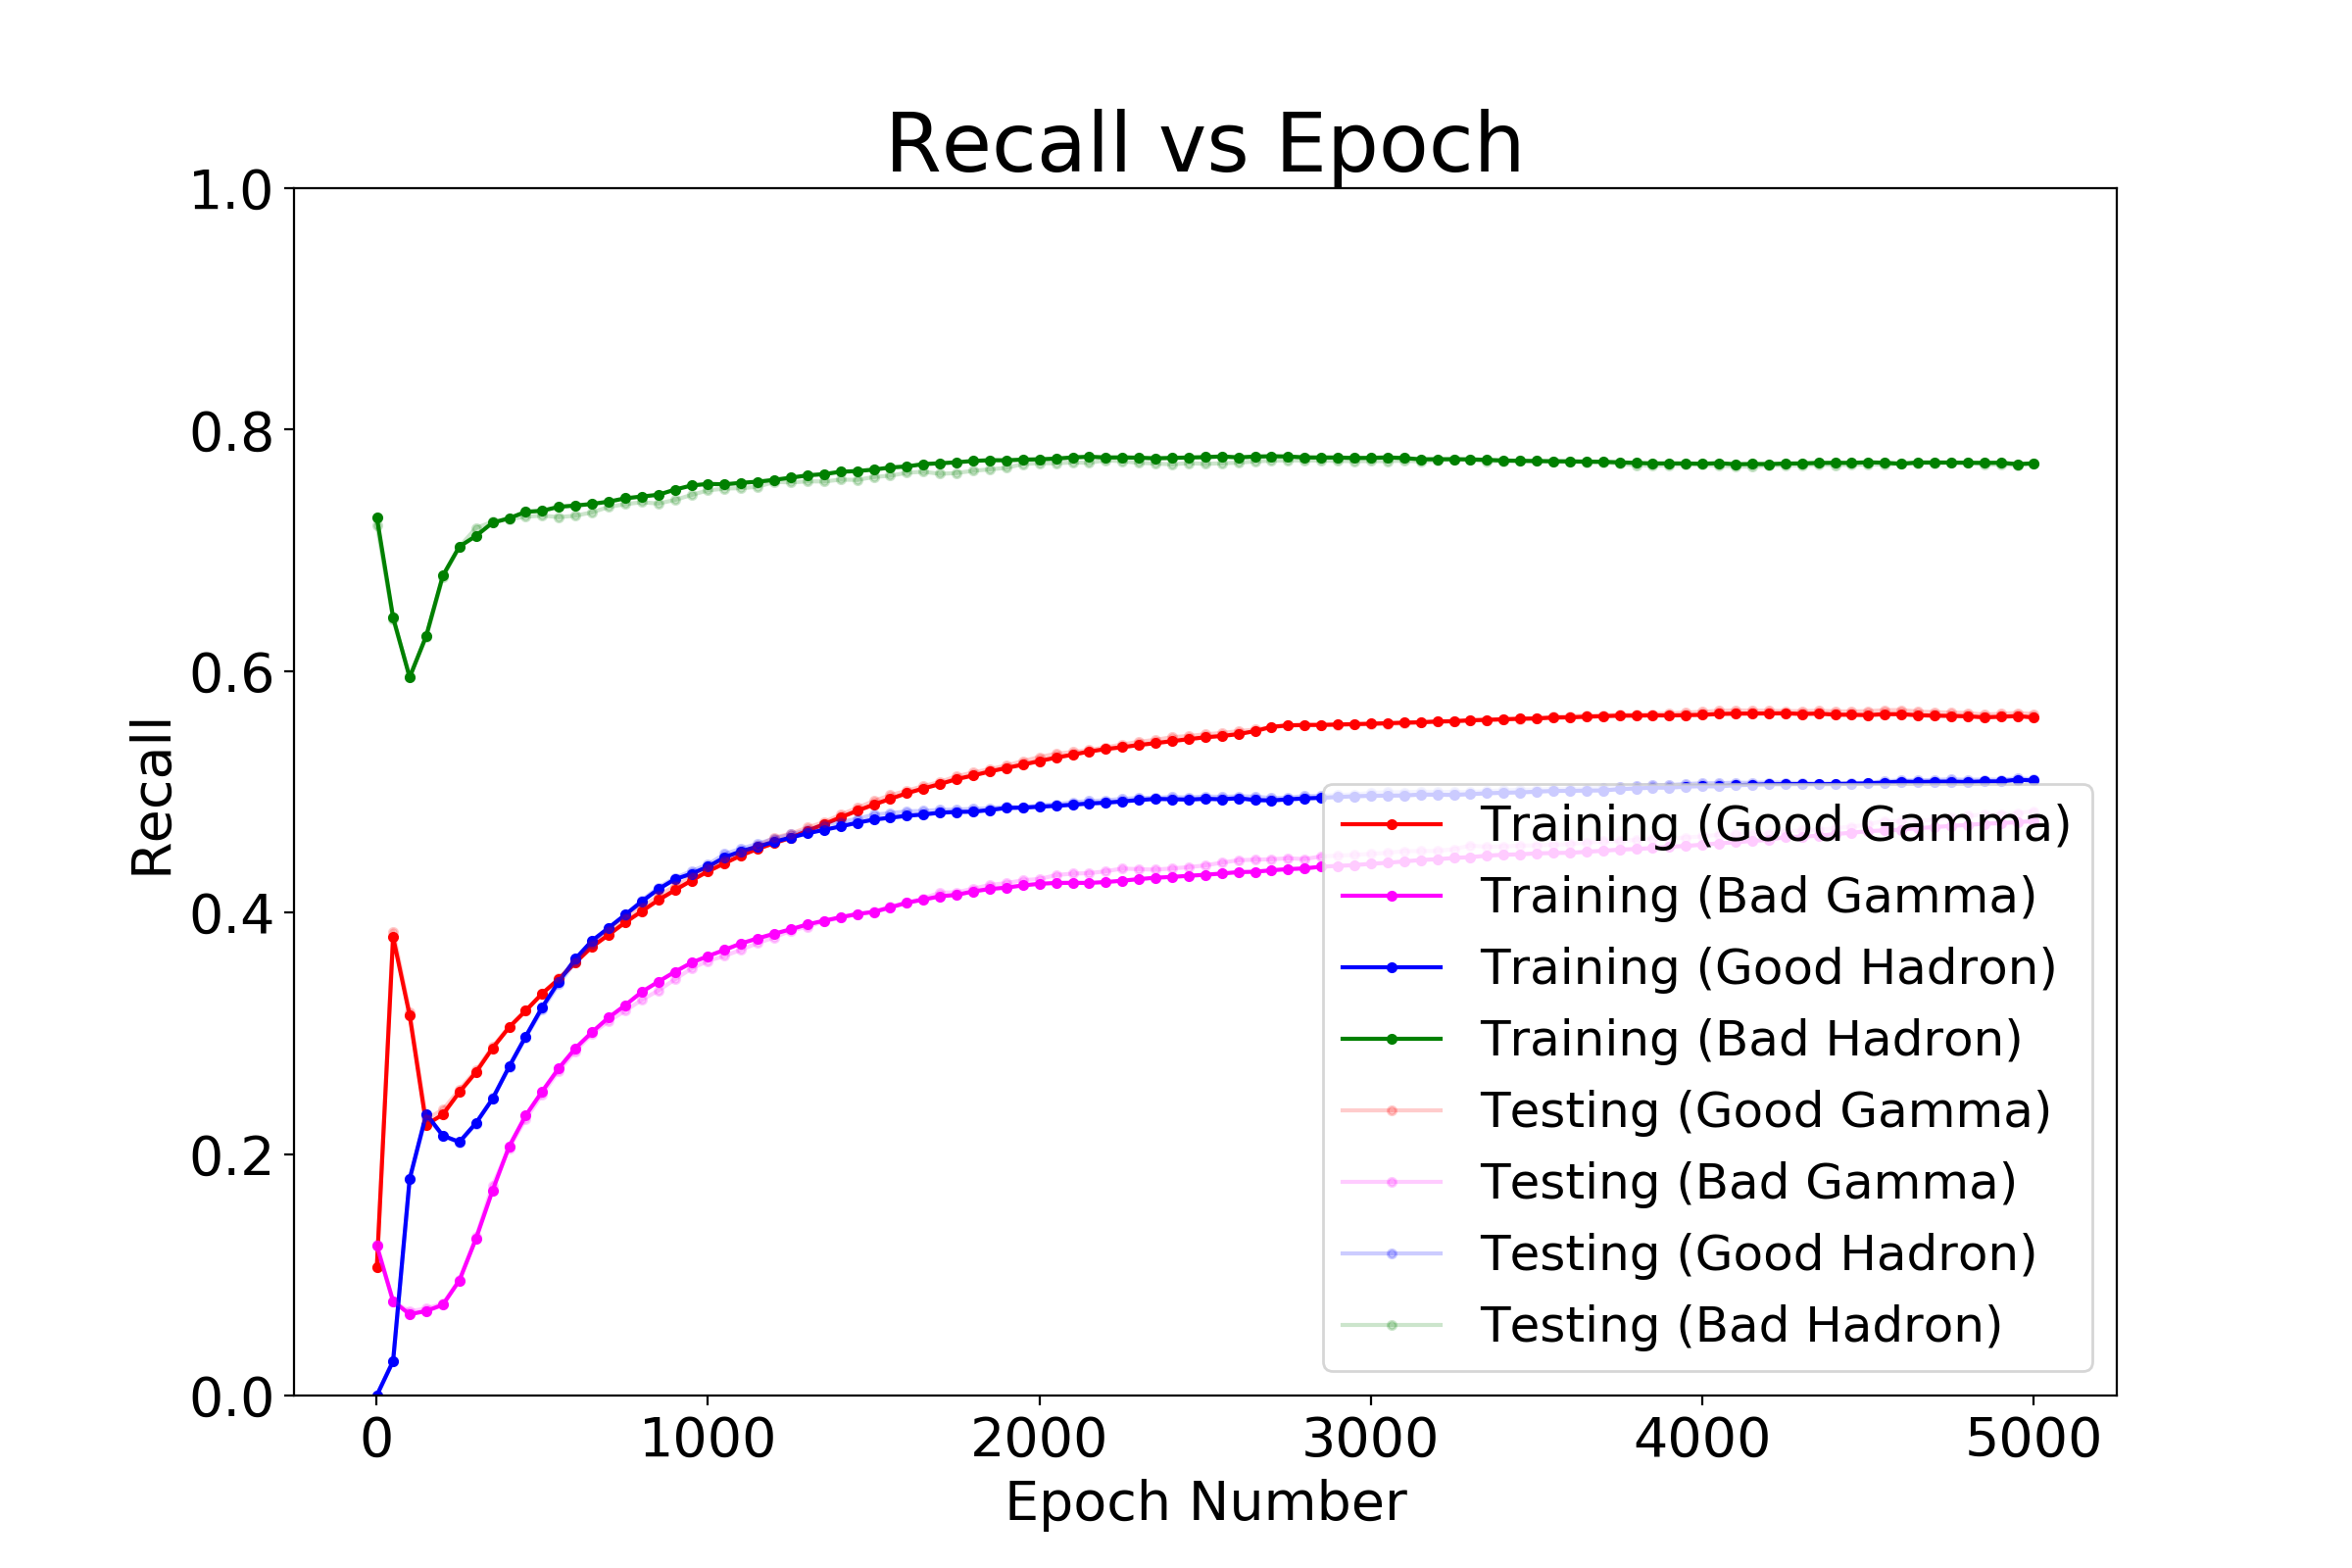 Recall vs Epoch
1.0
0.8
0.6
0.4
0.2
0.0
Recall
0 1000 2000 3000 4000 5000
Epoch Number
Training (Good Gamma)
Training (Bad Gamma)
Training (Good Hadron)
Training (Bad Hadron)
Testing (Good Gamma)
Testing (Bad Gamma)
Testing (Good Hadron)
Testing (Bad Hadron)